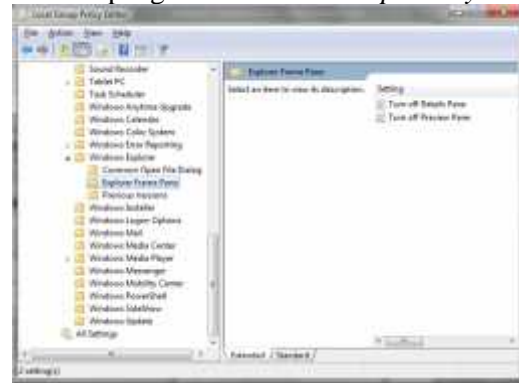 Local Group Policy Editor
File Action View Help
Sound Recorder
Tablet PC
Task Scheduler
Windows Anytime Upgrade
Windows Calendar
Windows Color System
Windows Error Reporting
Windows Explorer
Common Open File Dialog
Explorer Frame Pane
Previous Versions
Windows Installer
Windows Logon Options
Windows Mail
Windows Media Center
Windows Media Player
Windows Messenger
Windows Mobility Center
Windows PowerShell
Windows SideShow
Windows Update
All Settings
Explorer Frame Pane
Select an item to view its description.
Setting
Turn off Details Pane
Turn off Preview Pane
Extended Standard
2 setting(s)